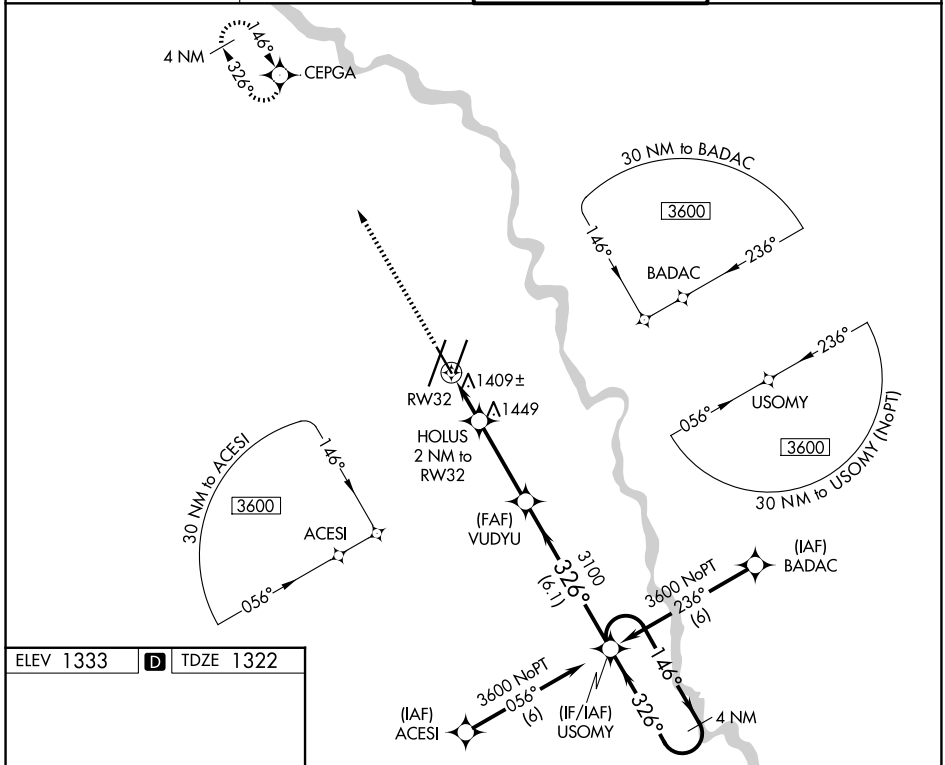 146°
4 NM
326°
CEPGA
30 NM to BADAC
3600
146°
236°
BADAC
236°
USOMY
056°
3600
30 NM to USOMY (NoPT)
RW32
1409±
1449
HOLUS
2 NM to
RW32
30 NM to ACESI
146°
3600
ACESI
056°
(FAF)
VUDYU
3100
326°
(6.1)
(IAF)
BADAC
3600 NoPT
236°
(6)
3600 NoPT
056°
(6)
(IAF)
ACESI
(IF/IAF)
USOMY
146°
326°
4 NM
ELEV 1333 D TDZE 1322